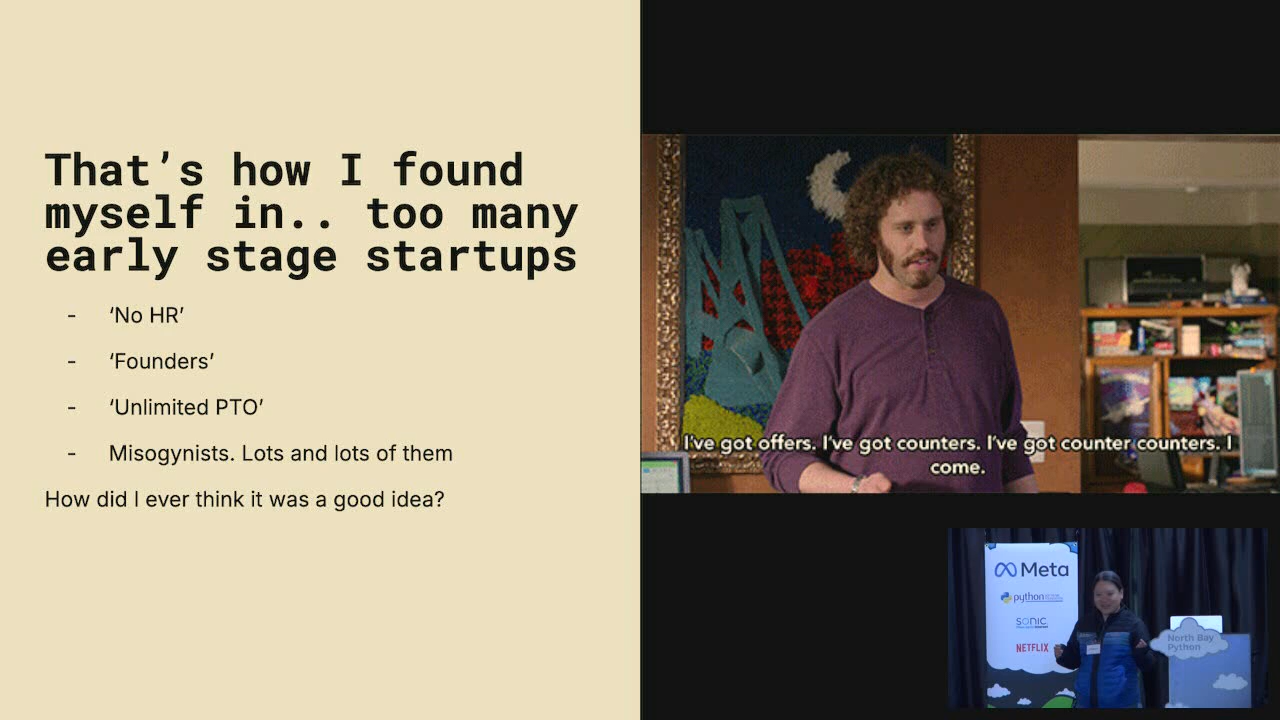 That’s how I found
myself in.. too many
early stage startups
- ‘No HR’
- ‘Founders’
- ‘Unlimited PTO’
- Misogynists. Lots and lots of them
How did I ever think it was a good idea?
I've got offers. I've got counters. I've got counter counters. I
come.
Meta
python
sonic
NETFLIX
North Bay
Python